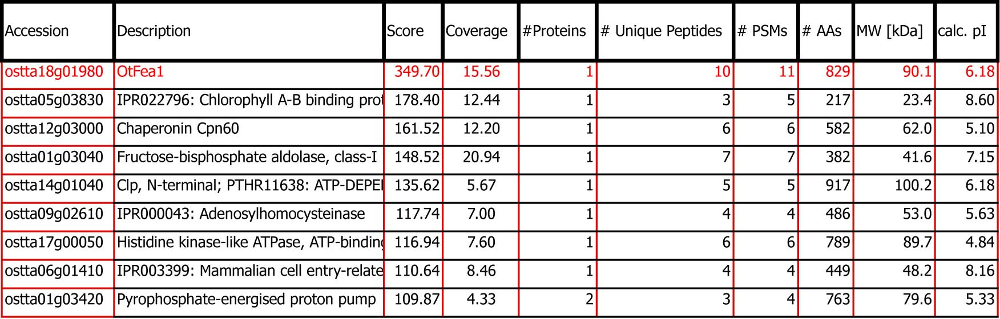 Accession Description Score Coverage #Proteins # Unique Peptides # PSMs # AAs MW [kDa] calc. pI
ostta18g01980 OtFea1 349.70 15.56 1 10 11 829 90.1 6.18
ostta05g03830 IPR022796: Chlorophyll A-B binding prot 178.40 12.44 1 3 5 217 23.4 8.60
ostta12g03000 Chaperonin Cpn60 161.52 12.20 1 6 6 582 62.0 5.10
ostta01g03040 Fructose-bisphosphate aldolase, class-I 148.52 20.94 1 7 7 382 41.6 7.15
ostta14g01040 Clp, N-terminal; PTHR11638: ATP-DEPE 135.62 5.67 1 5 5 917 100.2 6.18
ostta09g02610 IPR000043: Adenosylhomocysteinase 117.74 7.00 1 4 4 486 53.0 5.63
ostta17g00050 Histidine kinase-like ATPase, ATP-binding 116.94 7.60 1 6 6 789 89.7 4.84
ostta06g01410 IPR003399: Mammalian cell entry-relate 110.64 8.46 1 4 4 449 48.2 8.16
ostta01g03420 Pyrophosphate-energised proton pump 109.87 4.33 2 3 4 763 79.6 5.33